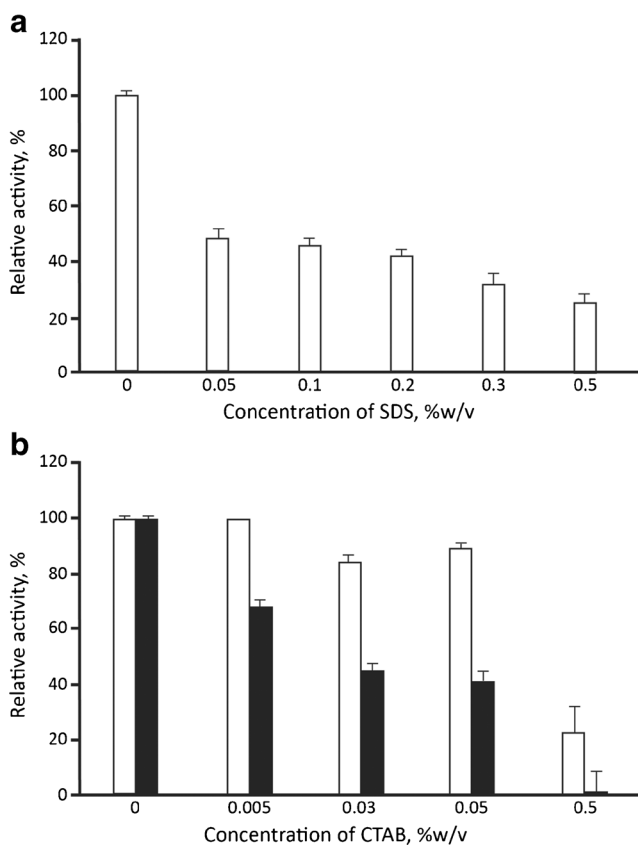 a
120
100
80
60
40
20
0
Relative activity, %
0 0.05 0.1 0.2 0.3 0.5
Concentration of SDS, %w/v
b
120
100
80
60
40
20
0
Relative activity, %
0 0.005 0.03 0.05 0.5
Concentration of CTAB, %w/v